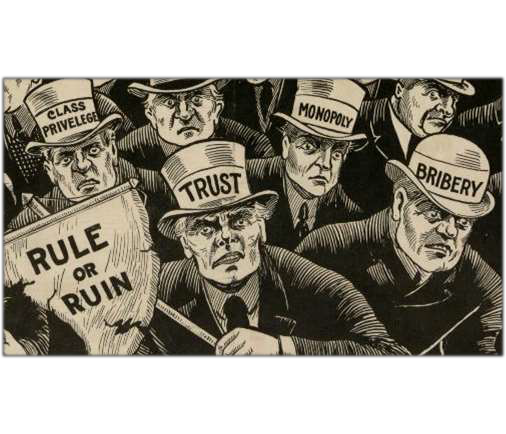 CLASS
PRIVELEGE
MONOPOLY
TRUST
BRIBERY
RULE
OR
RUIN